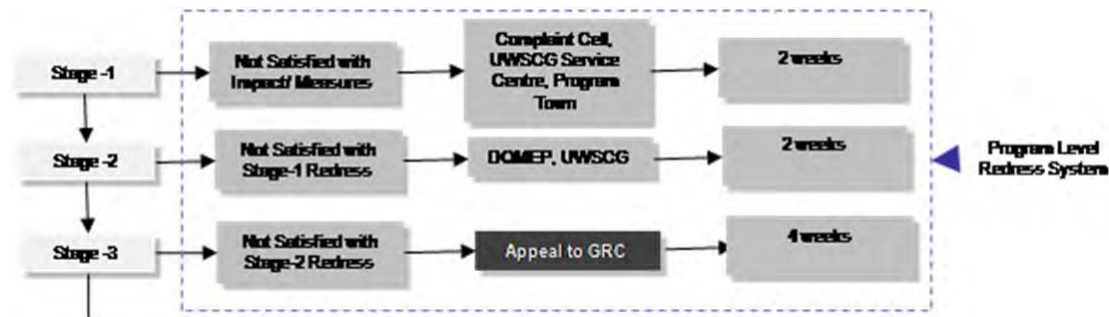 Stage -1
Not Satisfied with
Impact/ Measures
Complaint Cell,
UWSCG Service
Centre, Program
Town
2 weeks
Stage -2
Not Satisfied with
Stage-1 Redress
DOMEP, UWSCG
2 weeks
Program Level
Redress System
Stage -3
Not Satisfied with
Stage-2 Redress
Appeal to GRC
4 weeks